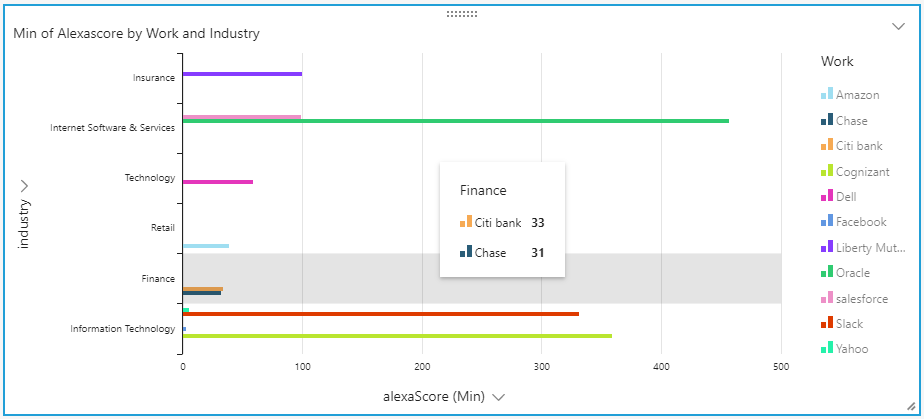 Min of Alexascore by Work and Industry
Work
Amazon
Chase
Citi bank
Cognizant
Dell
Facebook
Liberty Mut...
Oracle
salesforce
Slack
Yahoo
industry
Insurance
Internet Software & Services
Technology
Retail
Finance
Information Technology
Finance
Citi bank 33
Chase 31
0 100 200 300 400 500
alexaScore (Min)